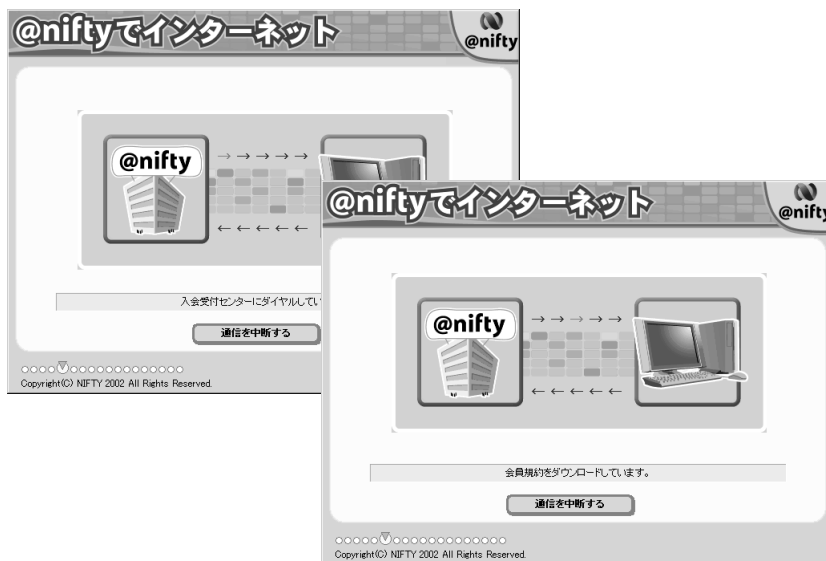 @niftyでインターネット
@nifty
@nifty
入会受付センターにダイヤルしてい
通信を中断する
Copyright(C) NIFTY 2002 All Rights Reserved.
@niftyでインターネット
@nifty
@nifty
会員規約をダウンロードしています。
通信を中断する
Copyright(C) NIFTY 2002 All Rights Reserved.